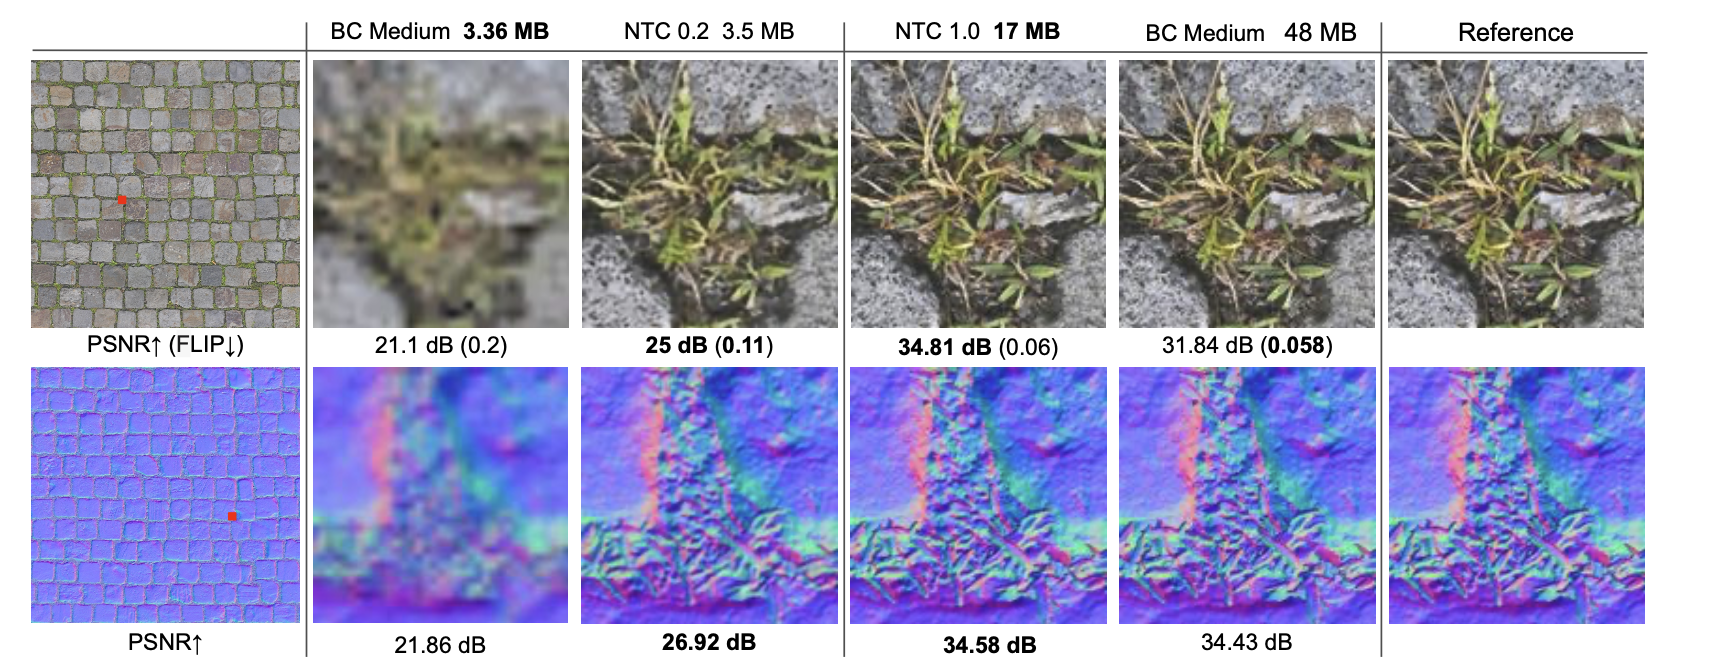 BC Medium 3.36 MB NTC 0.2 3.5 MB NTC 1.0 17 MB BC Medium 48 MB Reference
PSNR↑ (FLIP↓) 21.1 dB (0.2) 25 dB (0.11) 34.81 dB (0.06) 31.84 dB (0.058)
PSNR↑ 21.86 dB 26.92 dB 34.58 dB 34.43 dB